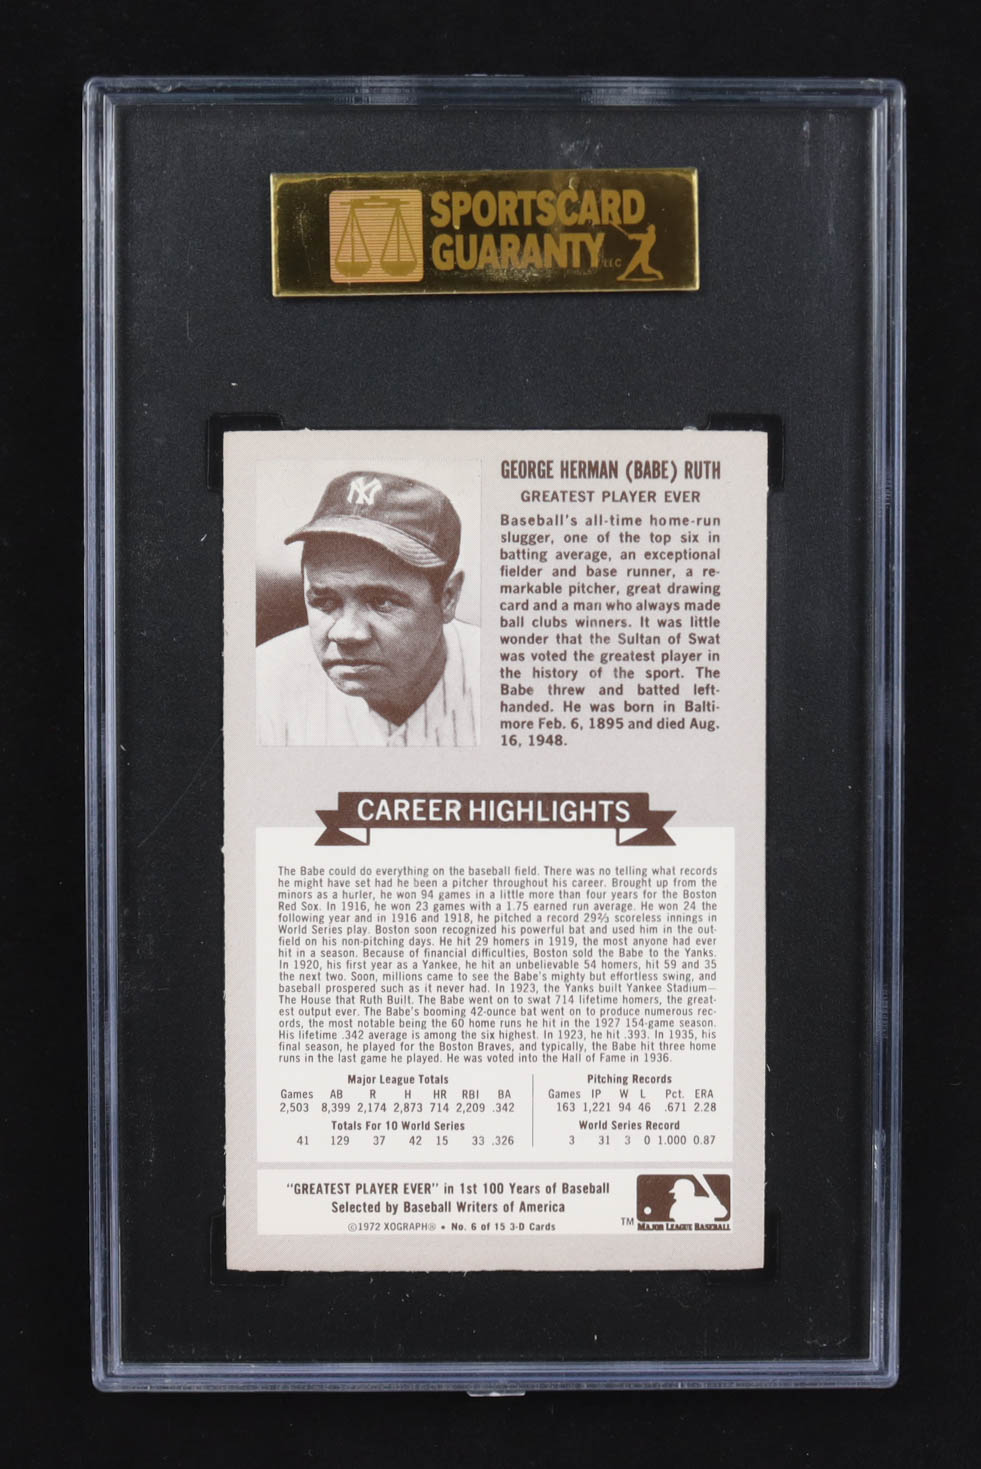 SPORTSCARD
GUARANTY LLC
NY
GEORGE HERMAN (BABE) RUTH
GREATEST PLAYER EVER
Baseball's all-time home-run
slugger, one of the top six in
batting average, an exceptional
fielder and base runner, a re-
markable pitcher, great drawing
card and a man who always made
ball clubs winners. It was little
wonder that the Sultan of Swat
was voted the greatest player in
the history of the sport. The
Babe threw and batted left-
handed. He was born in Balti-
more Feb. 6, 1895 and died Aug.
16, 1948.
CAREER HIGHLIGHTS
The Babe could do everything on the baseball field. There was no telling what records
he might have set had he been a pitcher throughout his career. Brought up from the
minors as a hurler, he won 94 games in a little more than four years for the Boston
Red Sox. In 1916, he won 23 games with a 1.75 earned run average. He won 24 the
following year and in 1916 and 1918, he pitched a record 29⅔ scoreless innings in
World Series play. Boston soon recognized his powerful bat and used him in the out-
field on his non-pitching days. He hit 29 homers in 1919, the most anyone had ever
hit in a season. Because of financial difficulties, Boston sold the Babe to the Yanks.
In 1920, his first year as a Yankee, he hit an unbelievable 54 homers, hit 59 and 35
the next two. Soon, millions came to see the Babe's mighty but effortless swing, and
baseball prospered such as it never had. In 1923, the Yanks built Yankee Stadium—
The House that Ruth Built. The Babe went on to swat 714 lifetime homers, the great-
est output ever. The Babe's booming 42-ounce bat went on to produce numerous rec-
ords, the most notable being the 60 home runs he hit in the 1927 154-game season.
His lifetime .342 average is among the six highest. In 1923, he hit .393. In 1935, his
final season, he played for the Boston Braves, and typically, the Babe hit three home
runs in the last game he played. He was voted into the Hall of Fame in 1936.
Major League Totals
Games AB R H HR RBI BA
2,503 8,399 2,174 2,873 714 2,209 .342
Totals For 10 World Series
41 129 37 42 15 33 .326
Pitching Records
Games IP W L Pct. ERA
163 1,221 94 46 .671 2.28
World Series Record
3 31 3 0 1.000 0.87
"GREATEST PLAYER EVER" in 1st 100 Years of Baseball
Selected by Baseball Writers of America
©1972 XOGRAPH® • No. 6 of 15 3-D Cards
TM MAJOR LEAGUE BASEBALL